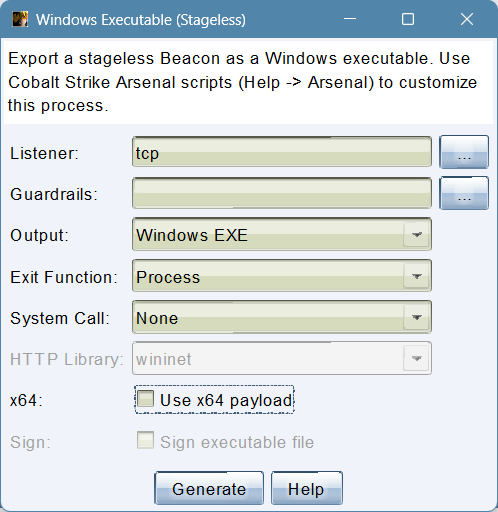 Windows Executable (Stageless)
Export a stageless Beacon as a Windows executable. Use
Cobalt Strike Arsenal scripts (Help -> Arsenal) to customize
this process.
Listener: tcp ...
Guardrails: ...
Output: Windows EXE
Exit Function: Process
System Call: None
HTTP Library: wininet
x64: Use x64 payload
Sign: Sign executable file
Generate Help